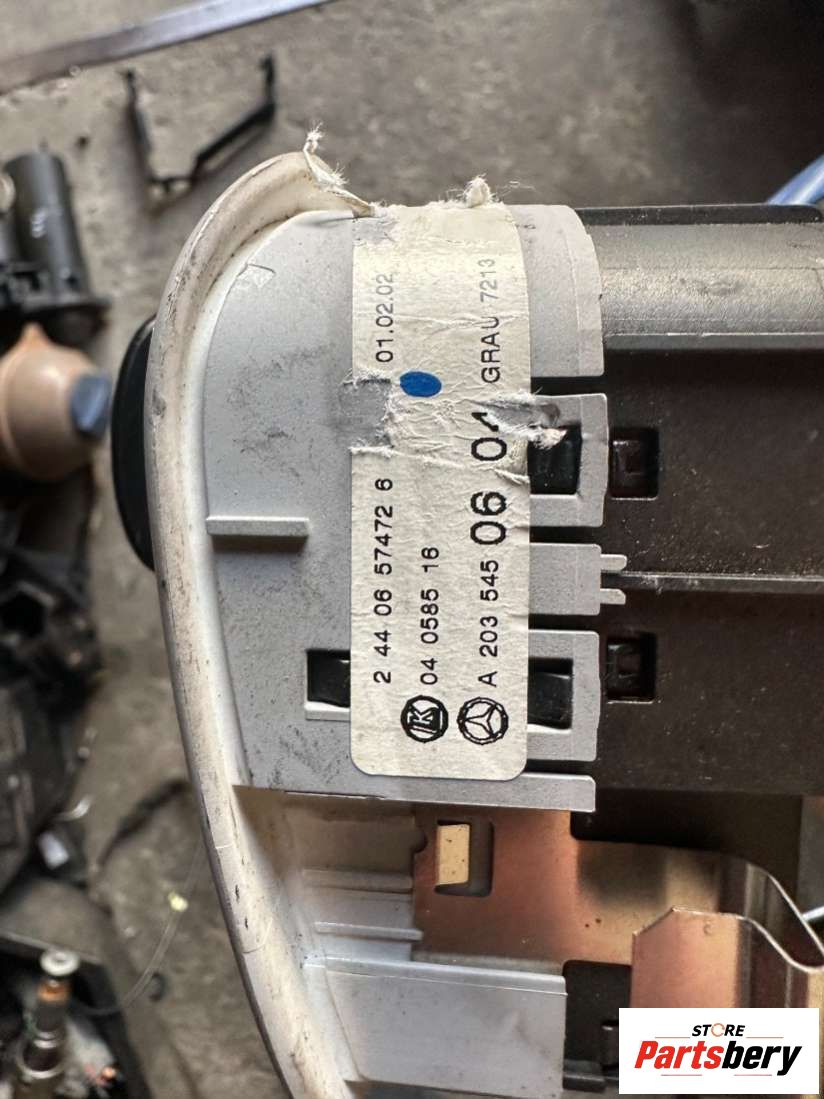 2 44 06 57472 6 01.02.02
04 0585 16
A 203 545 06 04 GRAU 7213
STORE
Partsbery